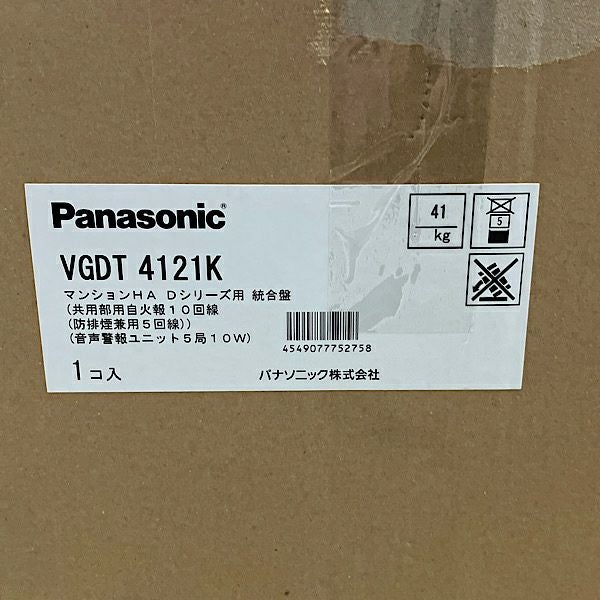 Panasonic®
VGDT 4121K
マンションHA Dシリーズ用 統合盤
(共用部用自火報10回線
(防排煙兼用5回線))
(音声警報ユニット5局10W)
1コ入
4549077752758
パナソニック株式会社
41
kg
5